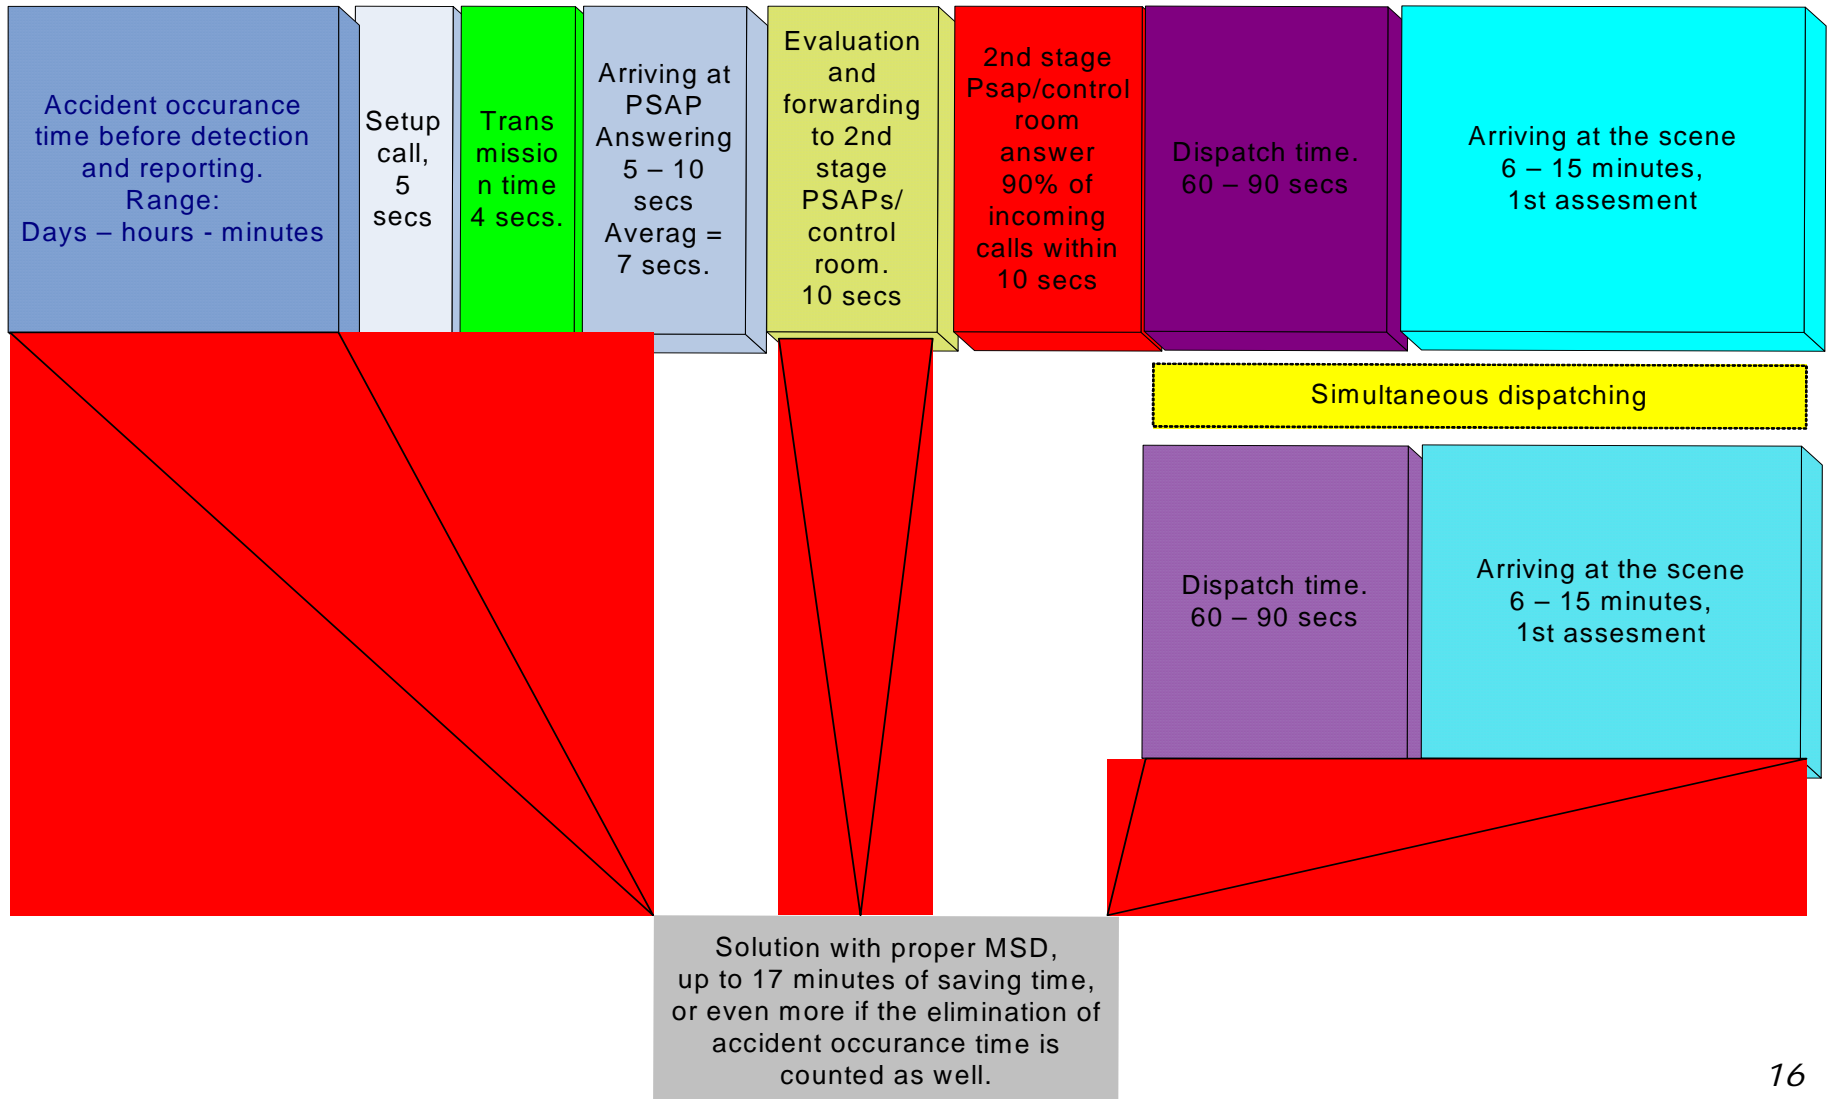 Accident occurance
time before detection
and reporting.
Range:
Days – hours - minutes
Setup
call,
5
secs
Trans
missio
n time
4 secs.
Arriving at
PSAP
Answering
5 – 10
secs
Averag =
7 secs.
Evaluation
and
forwarding
to 2nd
stage
PSAPs/
control
room.
10 secs
2nd stage
Psap/control
room
answer
90% of
incoming
calls within
10 secs
Dispatch time.
60 – 90 secs
Arriving at the scene
6 – 15 minutes,
1st assesment
Simultaneous dispatching
Dispatch time.
60 – 90 secs
Arriving at the scene
6 – 15 minutes,
1st assesment
Solution with proper MSD,
up to 17 minutes of saving time,
or even more if the elimination of
accident occurance time is
counted as well.
16